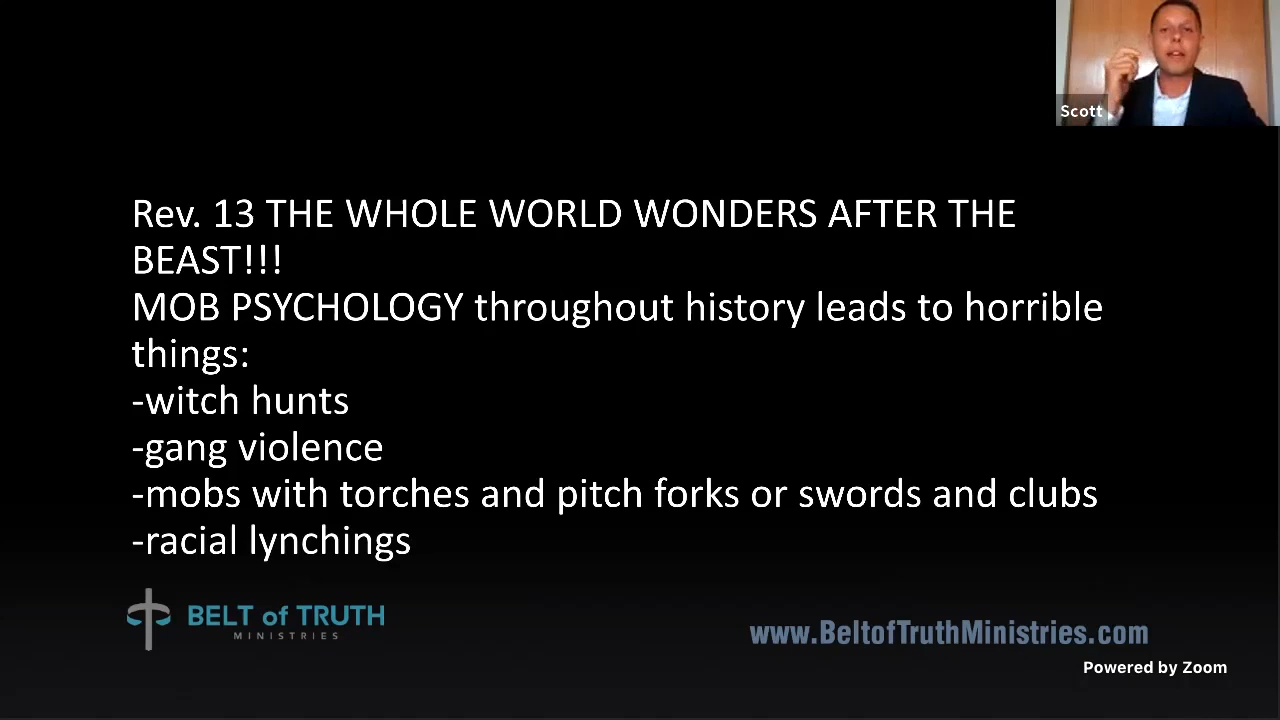 Scott
Rev. 13 THE WHOLE WORLD WONDERS AFTER THE
BEAST!!!
MOB PSYCHOLOGY throughout history leads to horrible
things:
-witch hunts
-gang violence
-mobs with torches and pitch forks or swords and clubs
-racial lynchings
BELT of TRUTH
MINISTRIES
www.BeltofTruthMinistries.com
Powered by Zoom